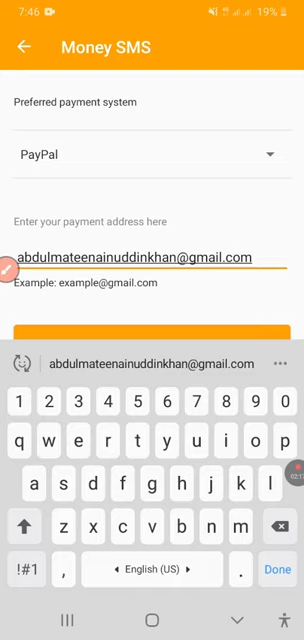 7:46 19%
Money SMS
Preferred payment system
PayPal
Enter your payment address here
abdulmateenainuddinkhan@gmail.com
Example: example@gmail.com
abdulmateenainuddinkhan@gmail.com
1 2 3 4 5 6 7 8 9 0
q w e r t y u i o p
a s d f g h j k l
z x c v b n m
!#1 , English (US) . Done